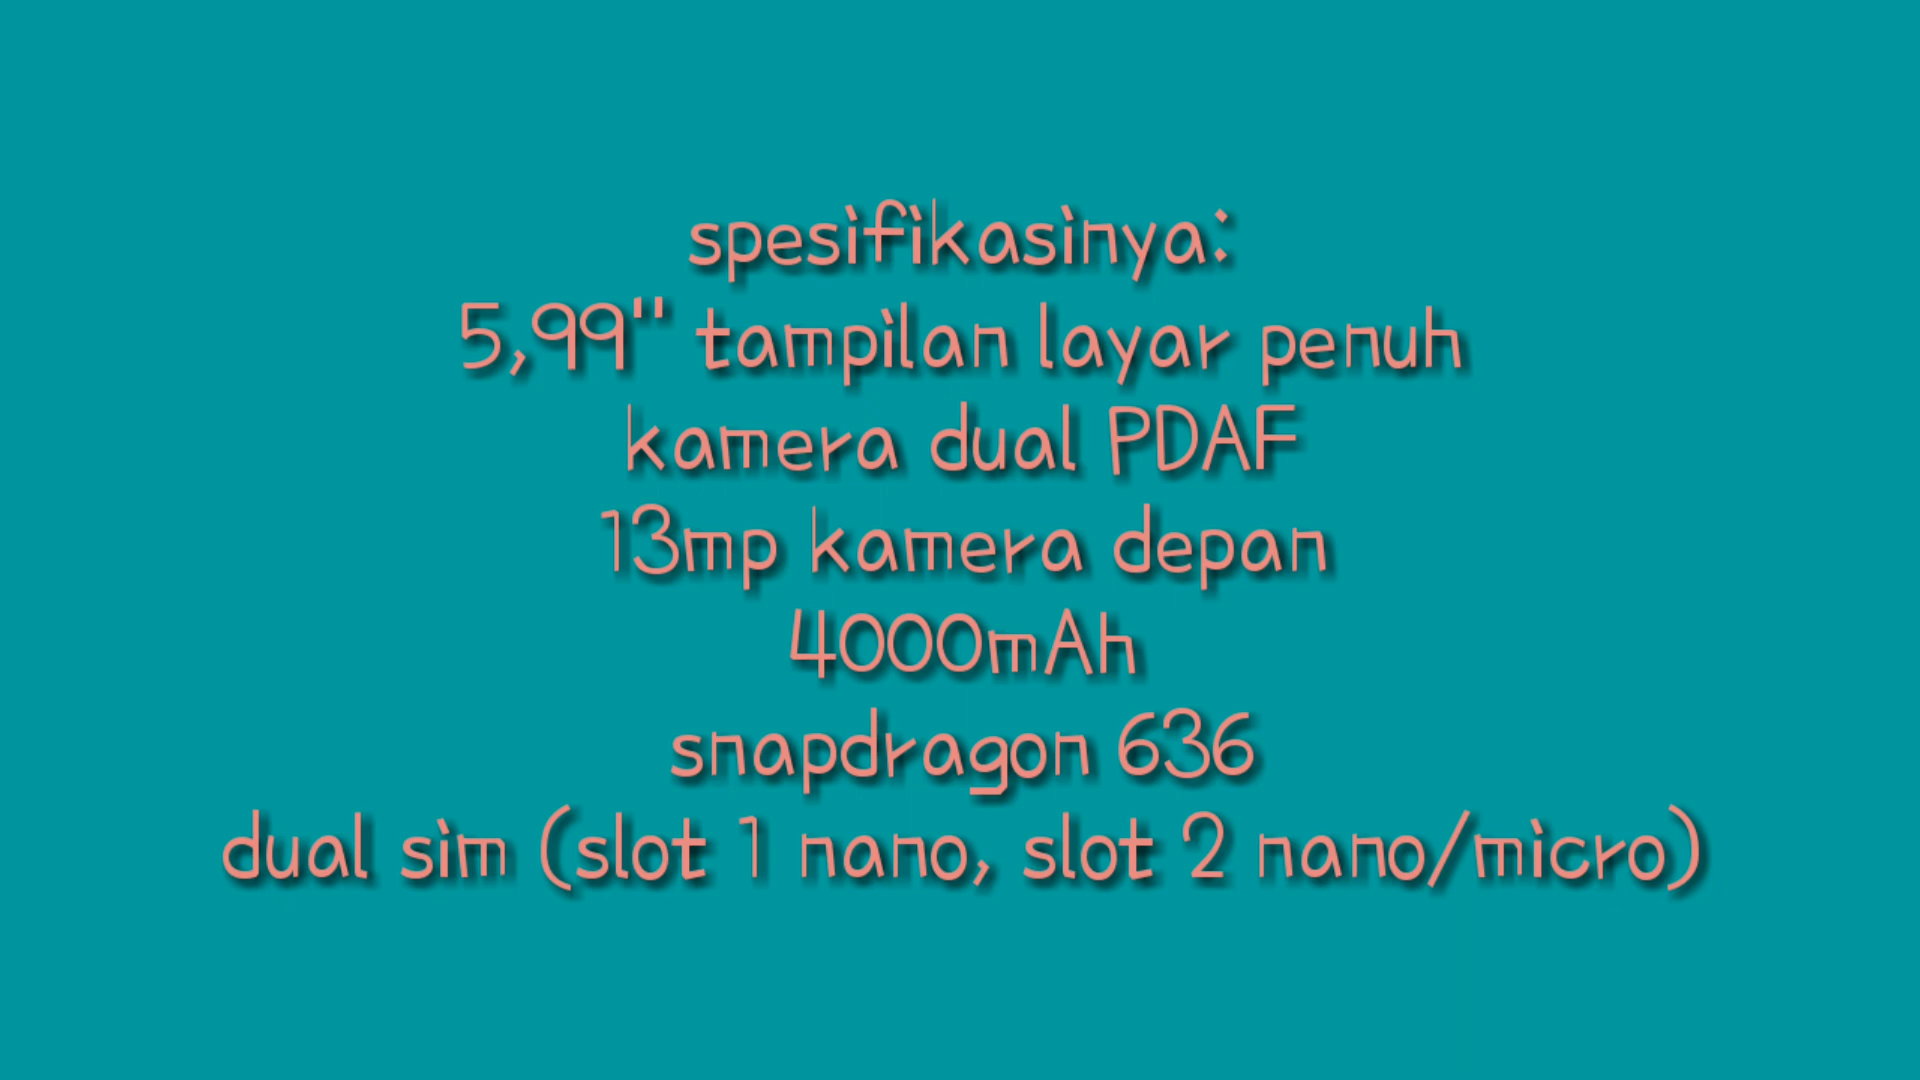 spesifikasinya:
5,99" tampilan layar penuh
kamera dual PDAF
13mp kamera depan
4000mAh
snapdragon 636
dual sim (slot 1 nano, slot 2 nano/micro)